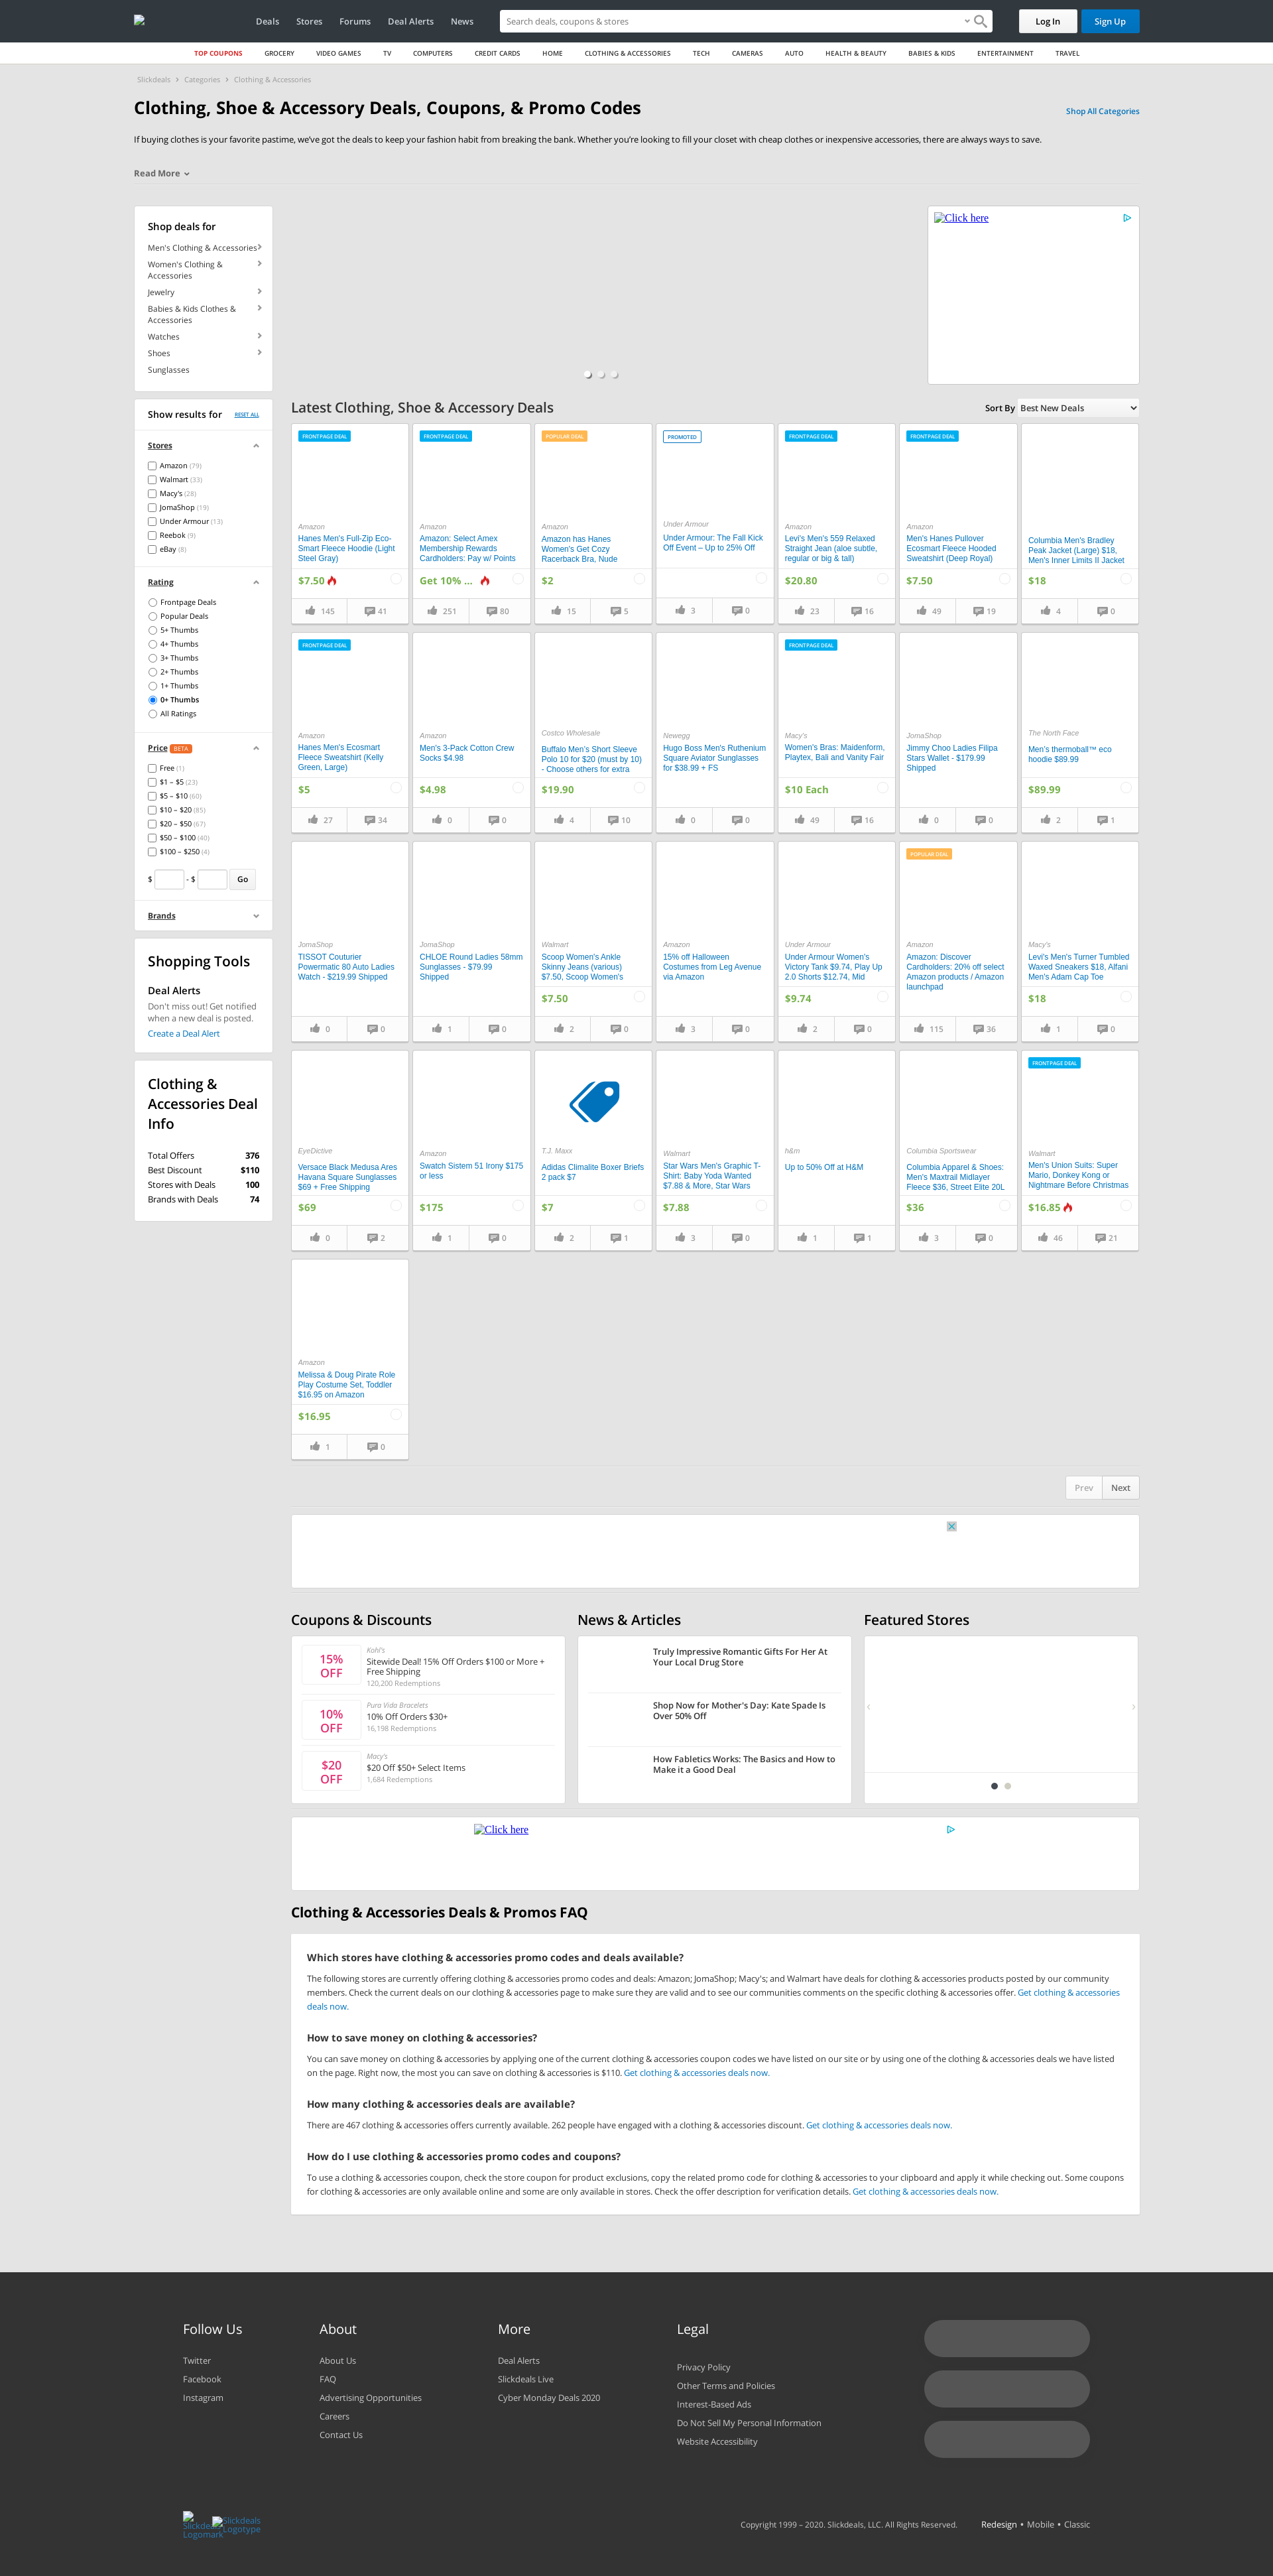 Deals Stores Forums Deal Alerts News Search deals, coupons & stores Log In Sign Up
TOP COUPONS GROCERY VIDEO GAMES TV COMPUTERS CREDIT CARDS HOME CLOTHING & ACCESSORIES TECH CAMERAS AUTO HEALTH & BEAUTY BABIES & KIDS ENTERTAINMENT TRAVEL
Slickdeals Categories Clothing & Accessories
Clothing, Shoe & Accessory Deals, Coupons, & Promo Codes
Shop All Categories
If buying clothes is your favorite pastime, we've got the deals to keep your fashion habit from breaking the bank. Whether you're looking to fill your closet with cheap clothes or inexpensive accessories, there are always ways to save.
Read More
Shop deals for
Men's Clothing & Accessories
Women's Clothing &
Accessories
Jewelry
Babies & Kids Clothes &
Accessories
Watches
Shoes
Sunglasses
Click here
Show results for RESET ALL
Stores
Amazon (79)
Walmart (33)
Macy's (28)
JomaShop (19)
Under Armour (13)
Reebok (9)
eBay (8)
Rating
Frontpage Deals
Popular Deals
5+ Thumbs
4+ Thumbs
3+ Thumbs
2+ Thumbs
1+ Thumbs
0+ Thumbs
All Ratings
Price BETA
Free (1)
$1 – $5 (23)
$5 – $10 (60)
$10 – $20 (85)
$20 – $50 (67)
$50 – $100 (40)
$100 – $250 (4)
$ - $ Go
Brands
Shopping Tools
Deal Alerts
Don't miss out! Get notified
when a new deal is posted.
Create a Deal Alert
Clothing &
Accessories Deal
Info
Total Offers 376
Best Discount $110
Stores with Deals 100
Brands with Deals 74
Latest Clothing, Shoe & Accessory Deals
Sort By Best New Deals
FRONTPAGE DEAL
Amazon
Hanes Men's Full-Zip Eco-
Smart Fleece Hoodie (Light
Steel Gray)
$7.50
145 41
FRONTPAGE DEAL
Amazon
Amazon: Select Amex
Membership Rewards
Cardholders: Pay w/ Points
Get 10% ...
251 80
POPULAR DEAL
Amazon
Amazon has Hanes
Women's Get Cozy
Racerback Bra, Nude
$2
15 5
PROMOTED
Under Armour
Under Armour: The Fall Kick
Off Event – Up to 25% Off
3 0
FRONTPAGE DEAL
Amazon
Levi's Men's 559 Relaxed
Straight Jean (aloe subtle,
regular or big & tall)
$20.80
23 16
FRONTPAGE DEAL
Amazon
Men's Hanes Pullover
Ecosmart Fleece Hooded
Sweatshirt (Deep Royal)
$7.50
49 19
Columbia Men's Bradley
Peak Jacket (Large) $18,
Men's Inner Limits II Jacket
$18
4 0
FRONTPAGE DEAL
Amazon
Hanes Men's Ecosmart
Fleece Sweatshirt (Kelly
Green, Large)
$5
27 34
Amazon
Men's 3-Pack Cotton Crew
Socks $4.98
$4.98
0 0
Costco Wholesale
Buffalo Men's Short Sleeve
Polo 10 for $20 (must by 10)
- Choose others for extra
$19.90
4 10
Newegg
Hugo Boss Men's Ruthenium
Square Aviator Sunglasses
for $38.99 + FS
0 0
FRONTPAGE DEAL
Macy's
Women's Bras: Maidenform,
Playtex, Bali and Vanity Fair
$10 Each
49 16
JomaShop
Jimmy Choo Ladies Filipa
Stars Wallet - $179.99
Shipped
0 0
The North Face
Men's thermoball™ eco
hoodie $89.99
$89.99
2 1
JomaShop
TISSOT Couturier
Powermatic 80 Auto Ladies
Watch - $219.99 Shipped
0 0
JomaShop
CHLOE Round Ladies 58mm
Sunglasses - $79.99
Shipped
1 0
Walmart
Scoop Women's Ankle
Skinny Jeans (various)
$7.50, Scoop Women's
$7.50
2 0
Amazon
15% off Halloween
Costumes from Leg Avenue
via Amazon
3 0
Under Armour
Under Armour Women's
Victory Tank $9.74, Play Up
2.0 Shorts $12.74, Mid
$9.74
2 0
POPULAR DEAL
Amazon
Amazon: Discover
Cardholders: 20% off select
Amazon products / Amazon
launchpad
115 36
Macy's
Levi's Men's Turner Tumbled
Waxed Sneakers $18, Alfani
Men's Adam Cap Toe
$18
1 0
EyeDictive
Versace Black Medusa Ares
Havana Square Sunglasses
$69 + Free Shipping
$69
0 2
Amazon
Swatch Sistem 51 Irony $175
or less
$175
1 0
T.J. Maxx
Adidas Climalite Boxer Briefs
2 pack $7
$7
2 1
Walmart
Star Wars Men's Graphic T-
Shirt: Baby Yoda Wanted
$7.88 & More, Star Wars
$7.88
3 0
h&m
Up to 50% Off at H&M
1 1
Columbia Sportswear
Columbia Apparel & Shoes:
Men's Maxtrail Midlayer
Fleece $36, Street Elite 20L
$36
3 0
FRONTPAGE DEAL
Walmart
Men's Union Suits: Super
Mario, Donkey Kong or
Nightmare Before Christmas
$16.85
46 21
Amazon
Melissa & Doug Pirate Role
Play Costume Set, Toddler
$16.95 on Amazon
$16.95
1 0
Prev Next
Coupons & Discounts
15%
OFF
Kohl's
Sitewide Deal! 15% Off Orders $100 or More +
Free Shipping
120,200 Redemptions
10%
OFF
Pura Vida Bracelets
10% Off Orders $30+
16,198 Redemptions
$20
OFF
Macy's
$20 Off $50+ Select Items
1,684 Redemptions
News & Articles
Truly Impressive Romantic Gifts For Her At
Your Local Drug Store
Shop Now for Mother's Day: Kate Spade Is
Over 50% Off
How Fabletics Works: The Basics and How to
Make it a Good Deal
Featured Stores
Click here
Clothing & Accessories Deals & Promos FAQ
Which stores have clothing & accessories promo codes and deals available?
The following stores are currently offering clothing & accessories promo codes and deals: Amazon; JomaShop; Macy's; and Walmart have deals for clothing & accessories products posted by our community
members. Check the current deals on our clothing & accessories page to make sure they are valid and to see our communities comments on the specific clothing & accessories offer. Get clothing & accessories
deals now.
How to save money on clothing & accessories?
You can save money on clothing & accessories by applying one of the current clothing & accessories coupon codes we have listed on our site or by using one of the clothing & accessories deals we have listed
on the page. Right now, the most you can save on clothing & accessories is $110. Get clothing & accessories deals now.
How many clothing & accessories deals are available?
There are 467 clothing & accessories offers currently available. 262 people have engaged with a clothing & accessories discount. Get clothing & accessories deals now.
How do I use clothing & accessories promo codes and coupons?
To use a clothing & accessories coupon, check the store coupon for product exclusions, copy the related promo code for clothing & accessories to your clipboard and apply it while checking out. Some coupons
for clothing & accessories are only available online and some are only available in stores. Check the offer description for verification details. Get clothing & accessories deals now.
Follow Us
Twitter
Facebook
Instagram
About
About Us
FAQ
Advertising Opportunities
Careers
Contact Us
More
Deal Alerts
Slickdeals Live
Cyber Monday Deals 2020
Legal
Privacy Policy
Other Terms and Policies
Interest-Based Ads
Do Not Sell My Personal Information
Website Accessibility
Slickdeals
Logomark
Slickdeals
Logotype
Copyright 1999 – 2020. Slickdeals, LLC. All Rights Reserved. Redesign • Mobile • Classic